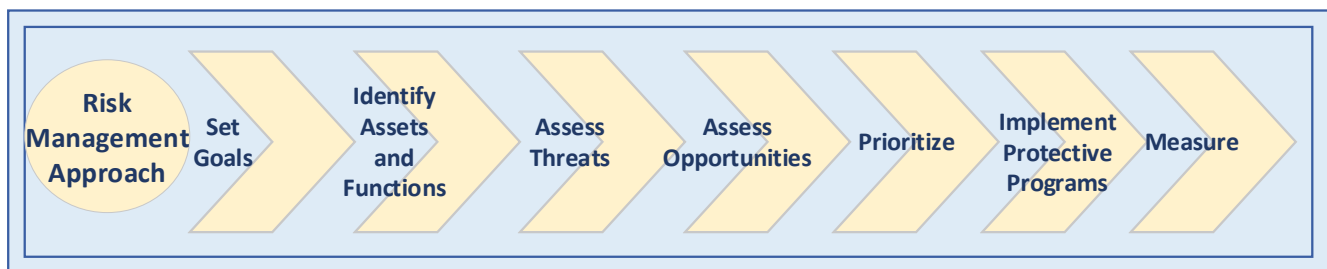 Risk
Management
Approach
Set
Goals
Identify
Assets
and
Functions
Assess
Threats
Assess
Opportunities
Prioritize
Implement
Protective
Programs
Measure